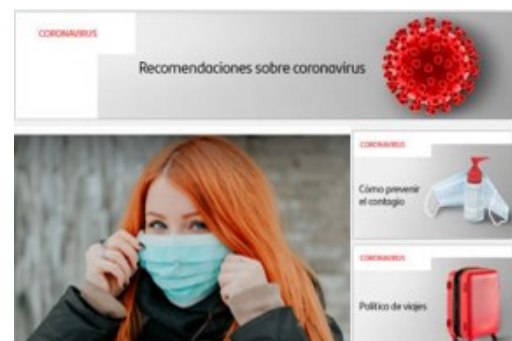 CORONAVIRUS
Recomendaciones sobre coronavirus
CORONAVIRUS
Cómo prevenir
el contagio
CORONAVIRUS
Política de viajes